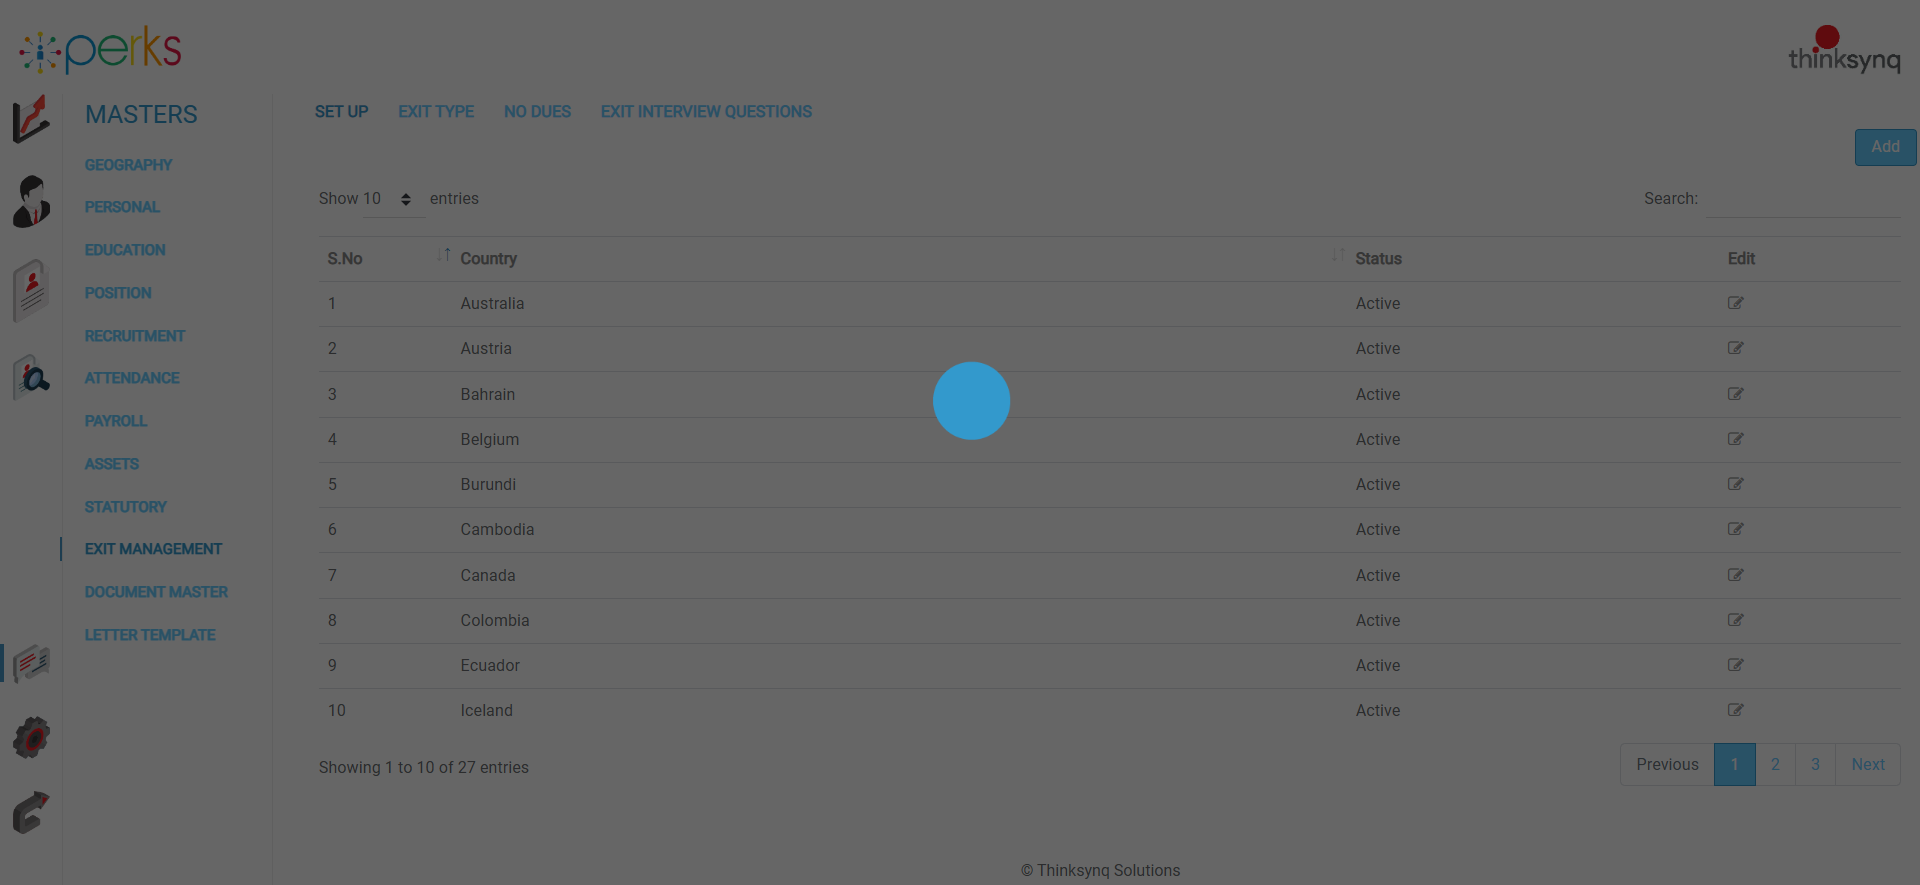 perks
thinksynq
MASTERS
GEOGRAPHY
PERSONAL
EDUCATION
POSITION
RECRUITMENT
ATTENDANCE
PAYROLL
ASSETS
STATUTORY
EXIT MANAGEMENT
DOCUMENT MASTER
LETTER TEMPLATE
SET UP EXIT TYPE NO DUES EXIT INTERVIEW QUESTIONS
Add
Show 10 entries Search:
S.No Country Status Edit
1 Australia Active
2 Austria Active
3 Bahrain Active
4 Belgium Active
5 Burundi Active
6 Cambodia Active
7 Canada Active
8 Colombia Active
9 Ecuador Active
10 Iceland Active
Showing 1 to 10 of 27 entries Previous 1 2 3 Next
© Thinksynq Solutions